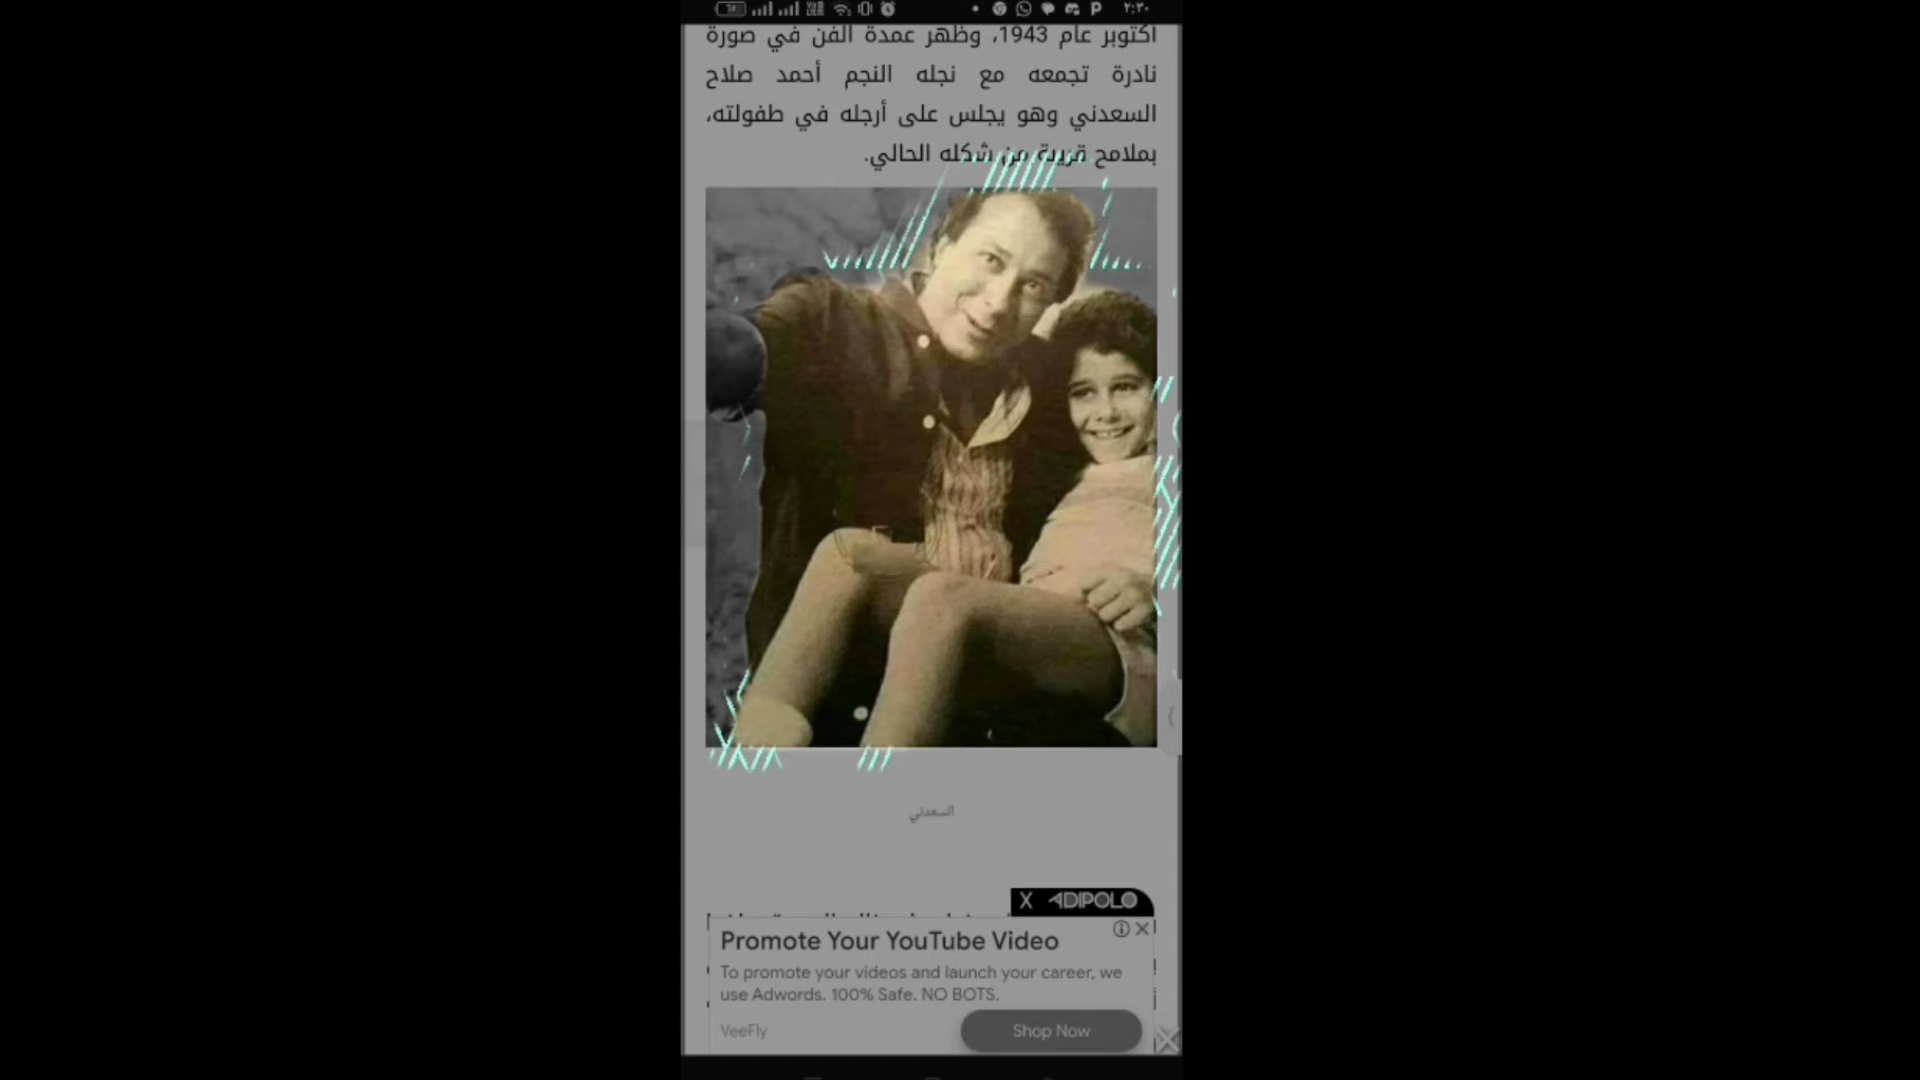 ٢:٣٠
اكتوبر عام 1943، وظهر عمدة الفن في صورة
نادرة تجمعه مع نجله النجم أحمد صلاح
السعدني وهو يجلس على أرجله في طفولته،
بملامح قريبة من شكله الحالي.
السعدني
X ADIPOLO
Promote Your YouTube Video
To promote your videos and launch your career, we
use Adwords. 100% Safe. NO BOTS.
VeeFly
Shop Now